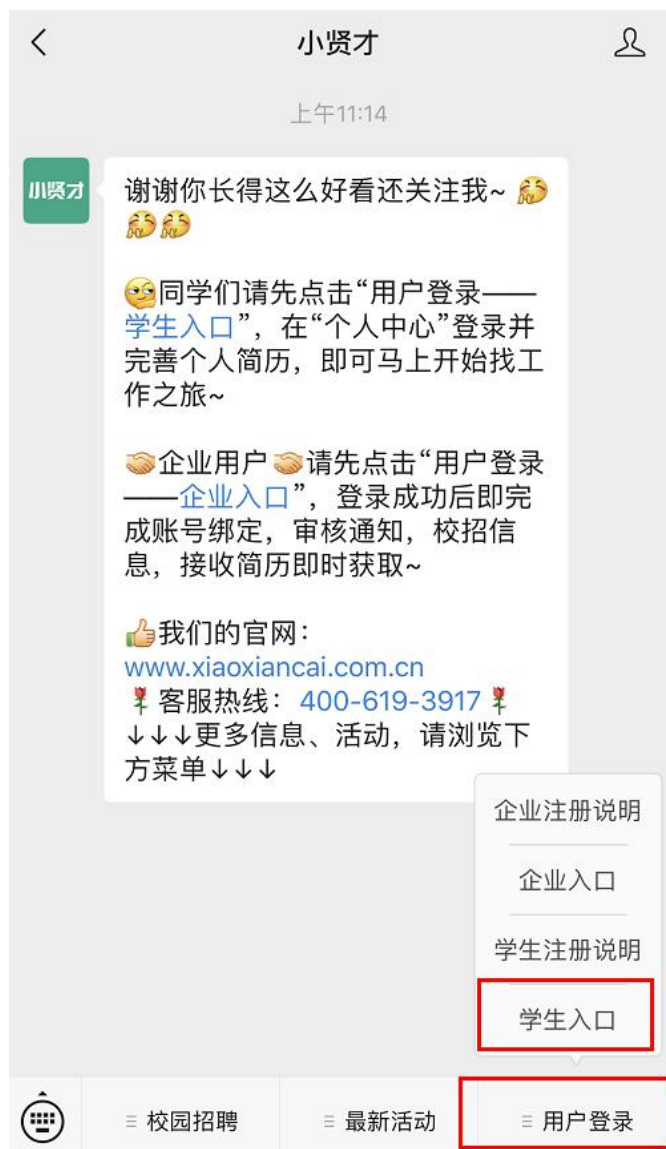 小贤才
上午11:14
小贤才
谢谢你长得这么好看还关注我~
同学们请先点击“用户登录——
学生入口”，在“个人中心”登录并
完善个人简历，即可马上开始找工
作之旅~
企业用户请先点击“用户登录
——企业入口”，登录成功后即完
成账号绑定，审核通知，校招信
息，接收简历即时获取~
我们的官网：
www.xiaoxiancai.com.cn
客服热线：400-619-3917
↓↓↓更多信息、活动，请浏览下
方菜单↓↓↓
企业注册说明
企业入口
学生注册说明
学生入口
校园招聘
最新活动
用户登录